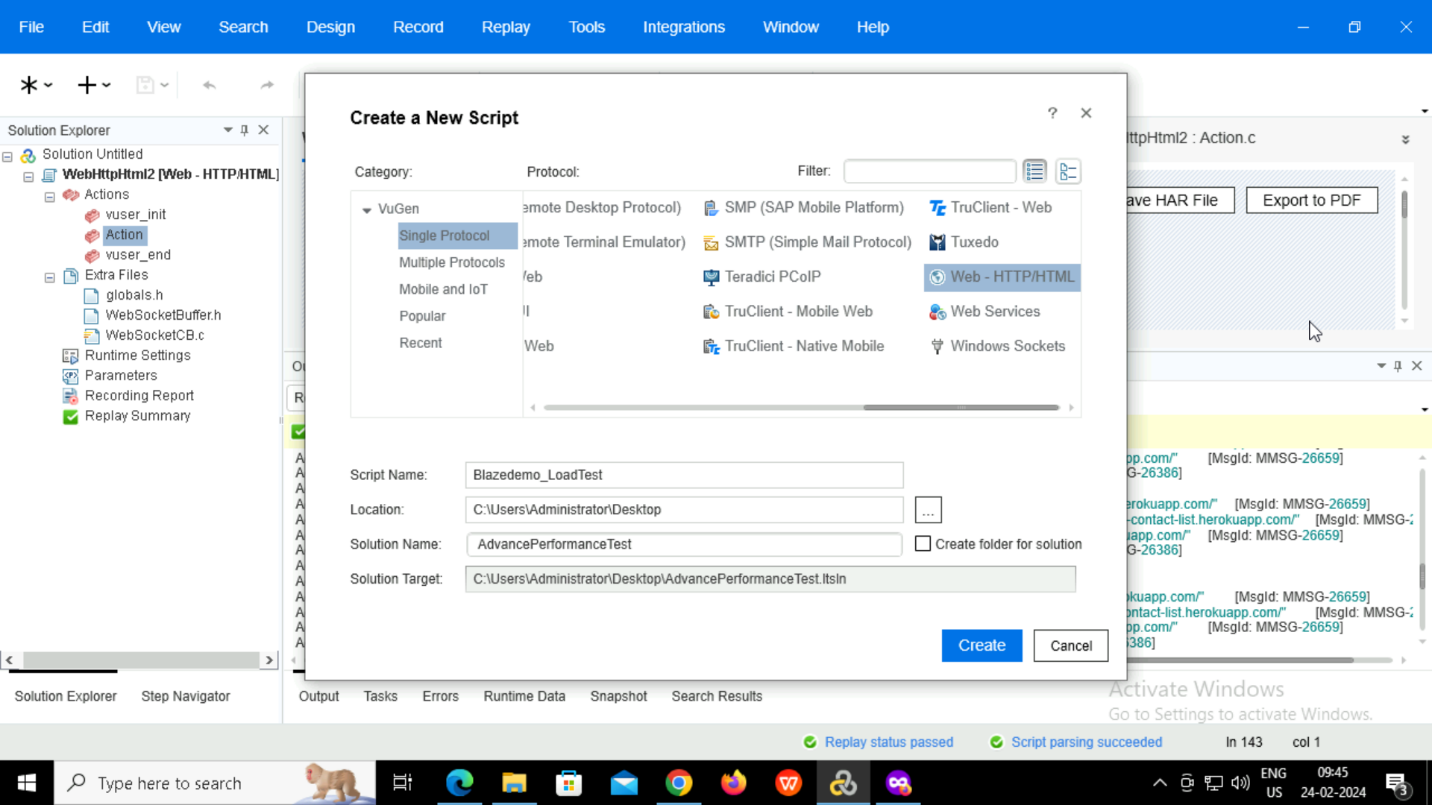 File Edit View Search Design Record Replay Tools Integrations Window Help
Solution Explorer
Solution Untitled
WebHttpHtml2 [Web - HTTP/HTML]
Actions
vuser_init
Action
vuser_end
Extra Files
globals.h
WebSocketBuffer.h
WebSocketCB.c
Runtime Settings
Parameters
Recording Report
Replay Summary
Create a New Script
?
Category: Protocol: Filter:
VuGen
Single Protocol
Multiple Protocols
Mobile and IoT
Popular
Recent
emote Desktop Protocol) SMP (SAP Mobile Platform) TruClient - Web
emote Terminal Emulator) SMTP (Simple Mail Protocol) Tuxedo
Teradici PCoIP Web - HTTP/HTML
TruClient - Mobile Web Web Services
Web TruClient - Native Mobile Windows Sockets
Script Name: Blazedemo_LoadTest
Location: C:\Users\Administrator\Desktop ...
Solution Name: AdvancePerformanceTest Create folder for solution
Solution Target: C:\Users\Administrator\Desktop\AdvancePerformanceTest.ltsln
Create Cancel
ttpHtml2 : Action.c
ave HAR File Export to PDF
pp.com/" [MsgId: MMSG-26659]
G-26386]
erokuapp.com/" [MsgId: MMSG-26659]
-contact-list.herokuapp.com/" [MsgId: MMSG-2
uapp.com/" [MsgId: MMSG-26659]
G-26386]
kuapp.com/" [MsgId: MMSG-26659]
ontact-list.herokuapp.com/" [MsgId: MMSG-2
pp.com/" [MsgId: MMSG-26659]
386]
Solution Explorer Step Navigator Output Tasks Errors Runtime Data Snapshot Search Results
Activate Windows
Go to Settings to activate Windows.
Replay status passed Script parsing succeeded ln 143 col 1
Type here to search
ENG
US
09:45
24-02-2024
3